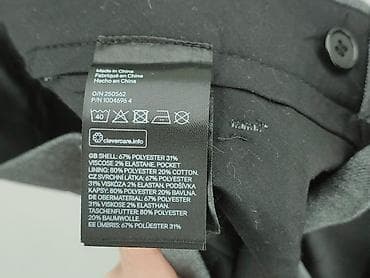 Made in China
Fabriqué en Chine
Hecho en China
O/N 250562
P/N 1004696 4
40
clevercare.info
GB SHELL: 67% POLYESTER 31%
VISCOSE 2% ELASTANE. POCKET
LINING: 80% POLYESTER 20% COTTON.
CZ SVRCHNÍ LÁTKA: 67% POLYESTER
31% VISKÓZA 2% ELASTAN. PODŠÍVKA
KAPSY: 80% POLYESTER 20% BAVLNA.
DE OBERMATERIAL: 67% POLYESTER
31% VISKOSE 2% ELASTHAN.
TASCHENFUTTER: 80% POLYESTER
20% BAUMWOLLE.
EE ÜMBRIS: 67% POLÜESTER 31%